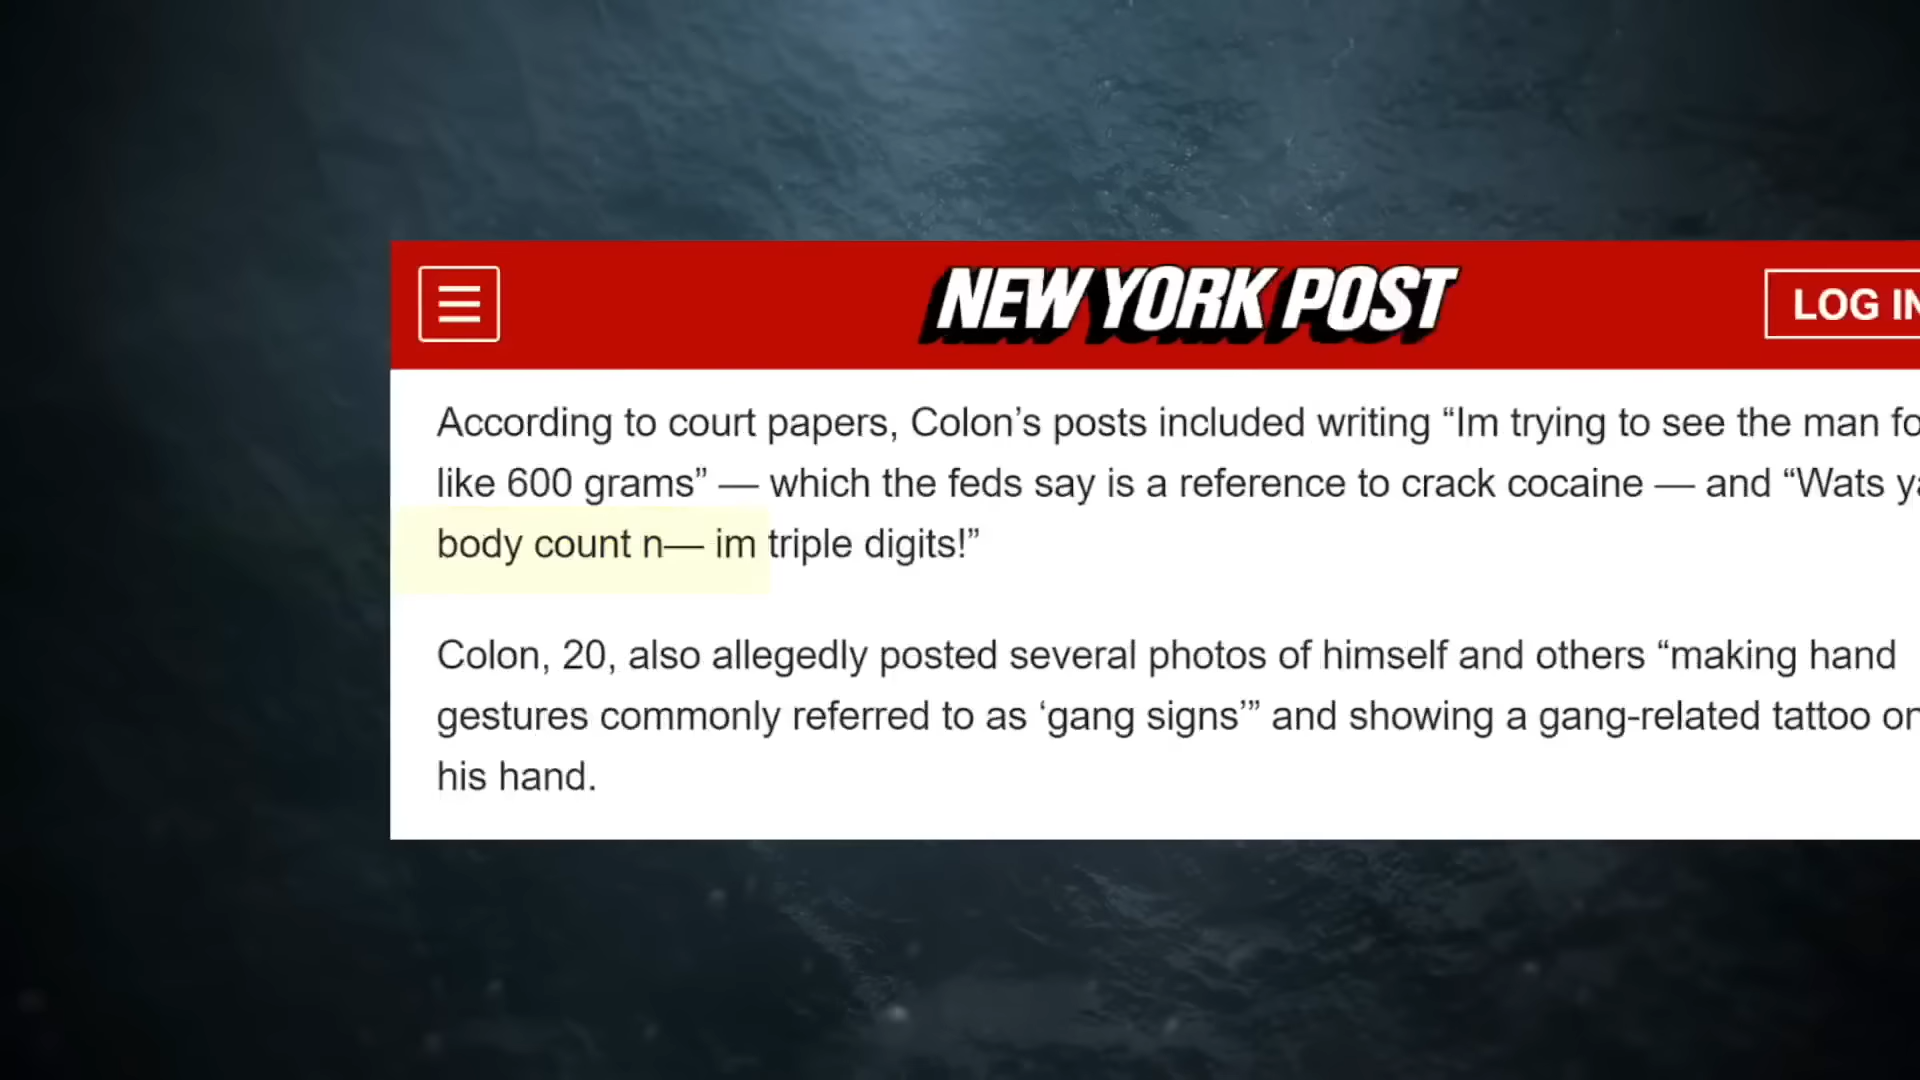 NEW YORK POST
LOG IN
According to court papers, Colon’s posts included writing “Im trying to see the man
like 600 grams” — which the feds say is a reference to crack cocaine — and “Wats
body count n— im triple digits!”
Colon, 20, also allegedly posted several photos of himself and others “making hand
gestures commonly referred to as ‘gang signs’” and showing a gang-related tattoo on
his hand.